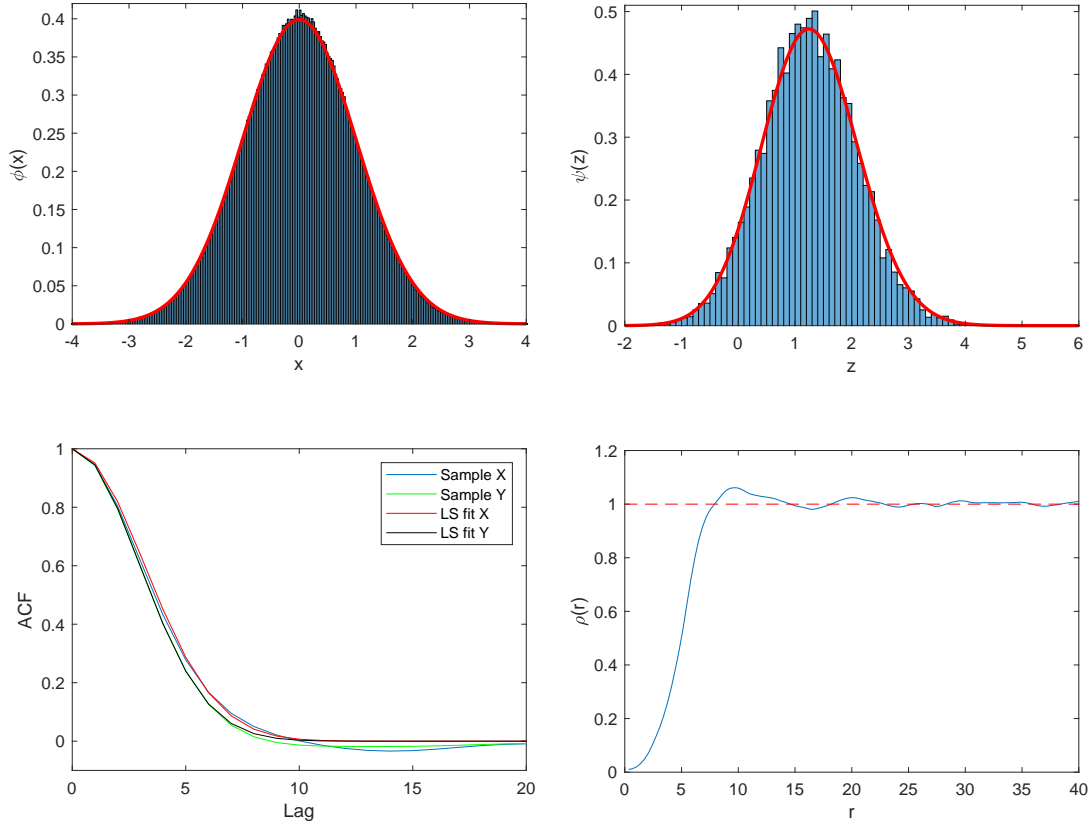 0.4
0.35
0.3
0.25
0.2
0.15
0.1
0.05
0
ϕ(x)
-4 -3 -2 -1 0 1 2 3 4
x
0.5
0.4
0.3
0.2
0.1
0
ψ(z)
-2 -1 0 1 2 3 4 5 6
z
1
0.8
0.6
0.4
0.2
0
ACF
Sample X
Sample Y
LS fit X
LS fit Y
0 5 10 15 20
Lag
1.2
1
0.8
0.6
0.4
0.2
0
ρ(r)
0 5 10 15 20 25 30 35 40
r